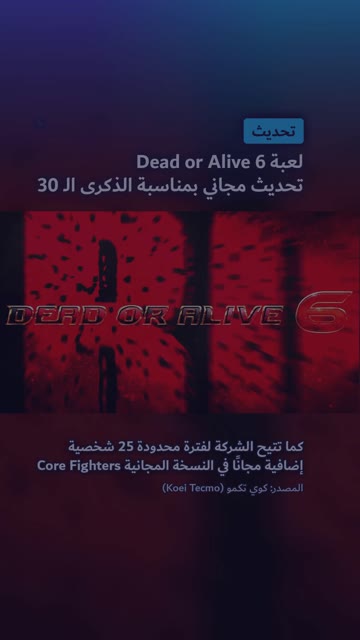 تحديث
لعبة Dead or Alive 6
تحديث مجاني بمناسبة الذكرى الـ 30
DEAD OR ALIVE 6
كما تتيح الشركة لفترة محدودة 25 شخصية
إضافية مجانًا في النسخة المجانية Core Fighters
المصدر: كوي تكمو (Koei Tecmo)